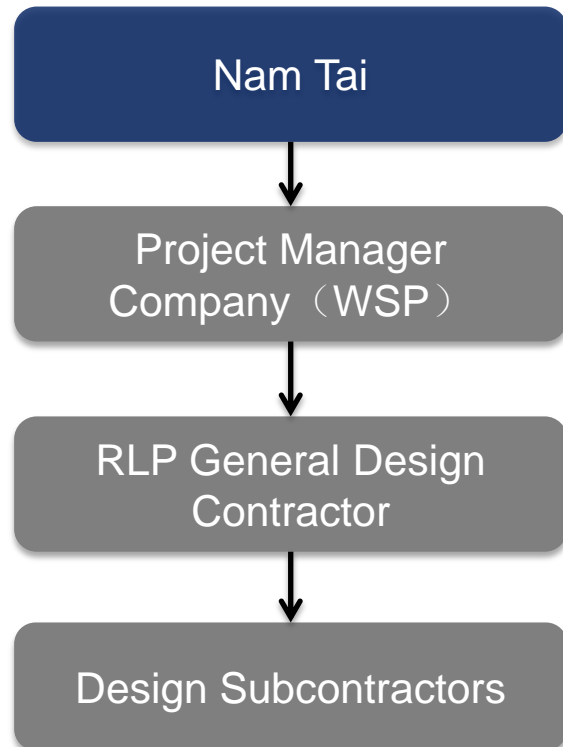 Nam Tai
Project Manager
Company（WSP）
RLP General Design
Contractor
Design Subcontractors